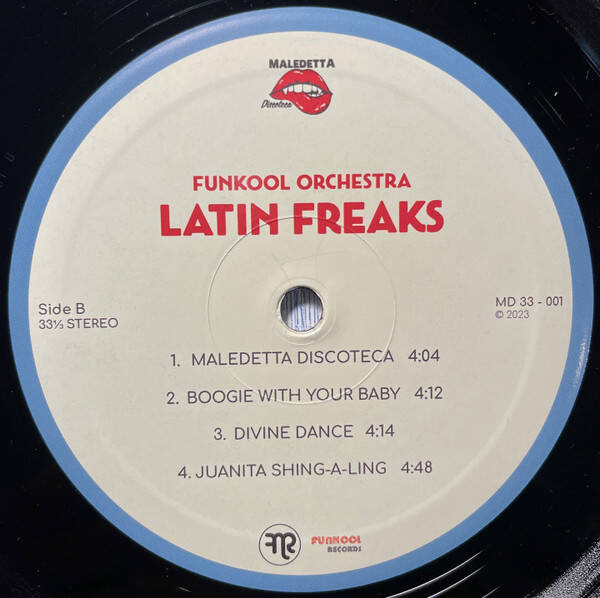 MALEDETTA
Discoteca
FUNKOOL ORCHESTRA
LATIN FREAKS
Side B
33⅓ STEREO
MD 33 - 001
© 2023
1. MALEDETTA DISCOTECA 4:04
2. BOOGIE WITH YOUR BABY 4:12
3. DIVINE DANCE 4:14
4. JUANITA SHING-A-LING 4:48
FUNKOOL
RECORDS